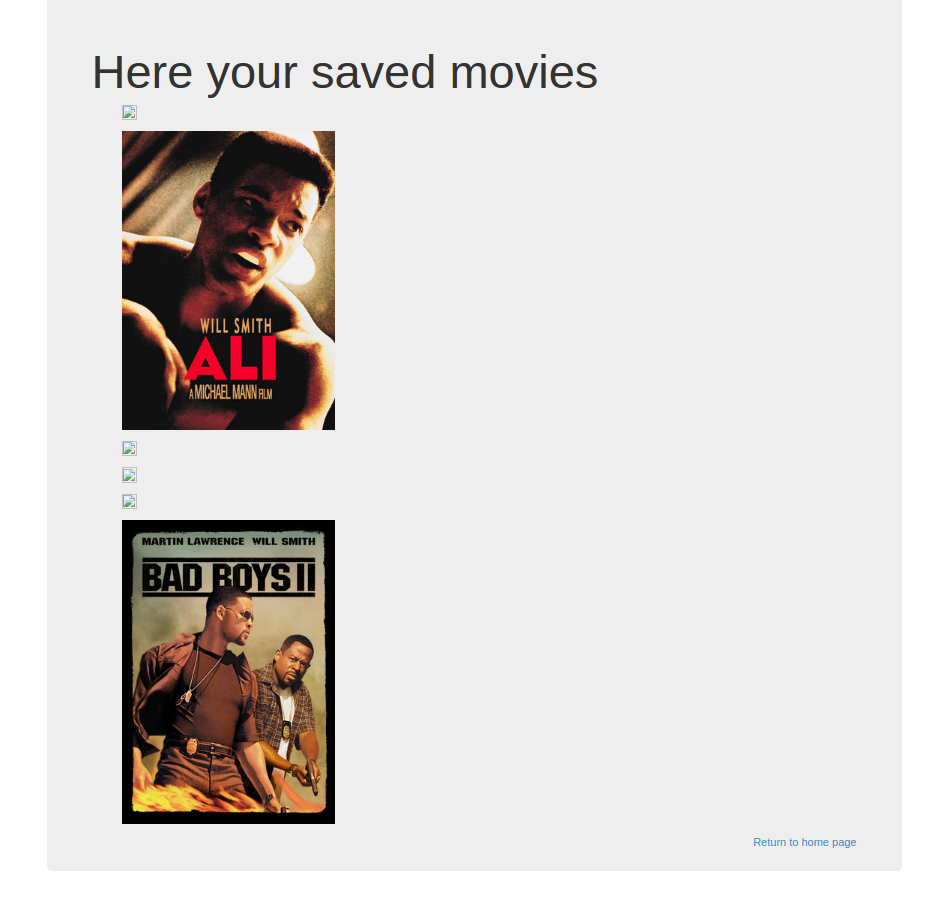 Here your saved movies
WILL SMITH
ALI
A MICHAEL MANN FILM
MARTIN LAWRENCE WILL SMITH
BAD BOYS II
Return to home page